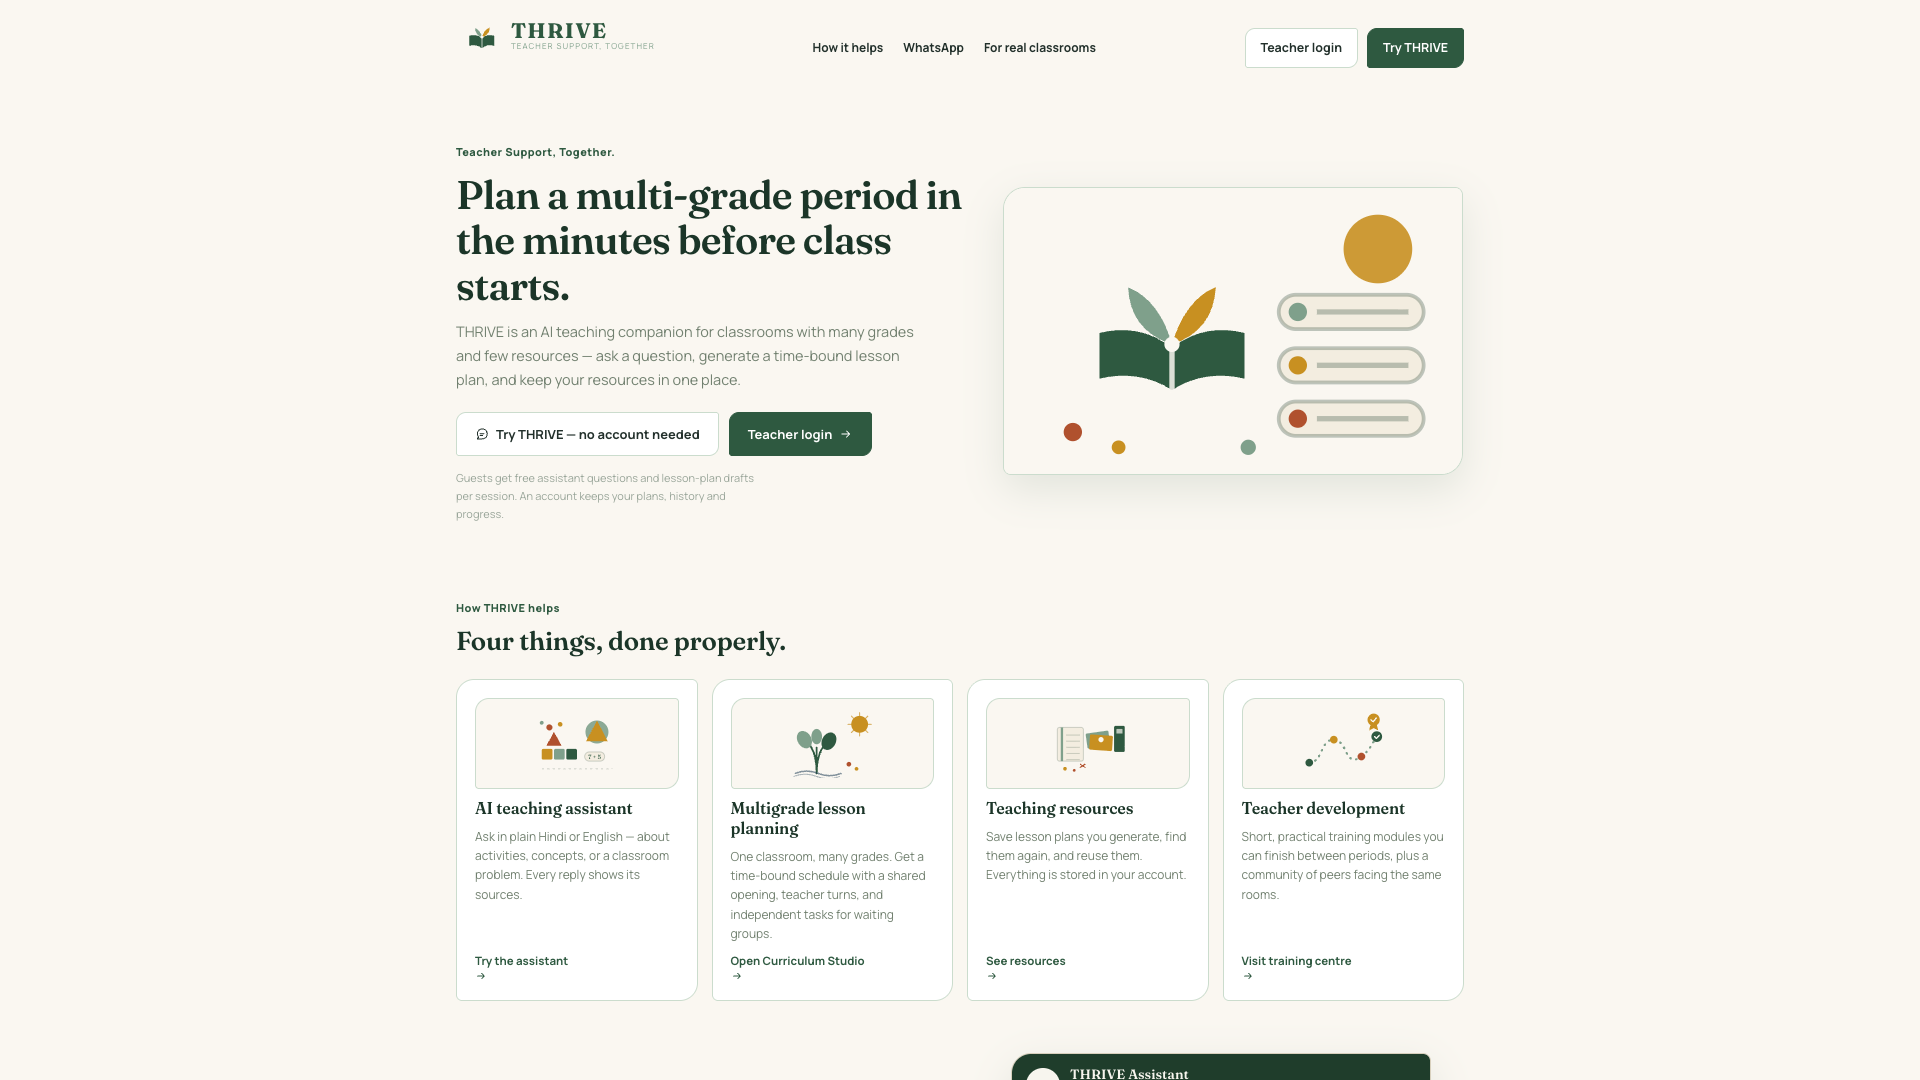 THRIVE
TEACHER SUPPORT, TOGETHER
How it helps
WhatsApp
For real classrooms
Teacher login
Try THRIVE
Teacher Support, Together.
Plan a multi-grade period in
the minutes before class
starts.
THRIVE is an AI teaching companion for classrooms with many grades
and few resources — ask a question, generate a time-bound lesson
plan, and keep your resources in one place.
Try THRIVE — no account needed
Teacher login →
Guests get free assistant questions and lesson-plan drafts
per session. An account keeps your plans, history and
progress.
How THRIVE helps
Four things, done properly.
AI teaching assistant
Ask in plain Hindi or English — about
activities, concepts, or a classroom
problem. Every reply shows its
sources.
Try the assistant
→
Multigrade lesson
planning
One classroom, many grades. Get a
time-bound schedule with a shared
opening, teacher turns, and
independent tasks for waiting
groups.
Open Curriculum Studio
→
Teaching resources
Save lesson plans you generate, find
them again, and reuse them.
Everything is stored in your account.
See resources
→
Teacher development
Short, practical training modules you
can finish between periods, plus a
community of peers facing the same
rooms.
Visit training centre
→
THRIVE Assistant